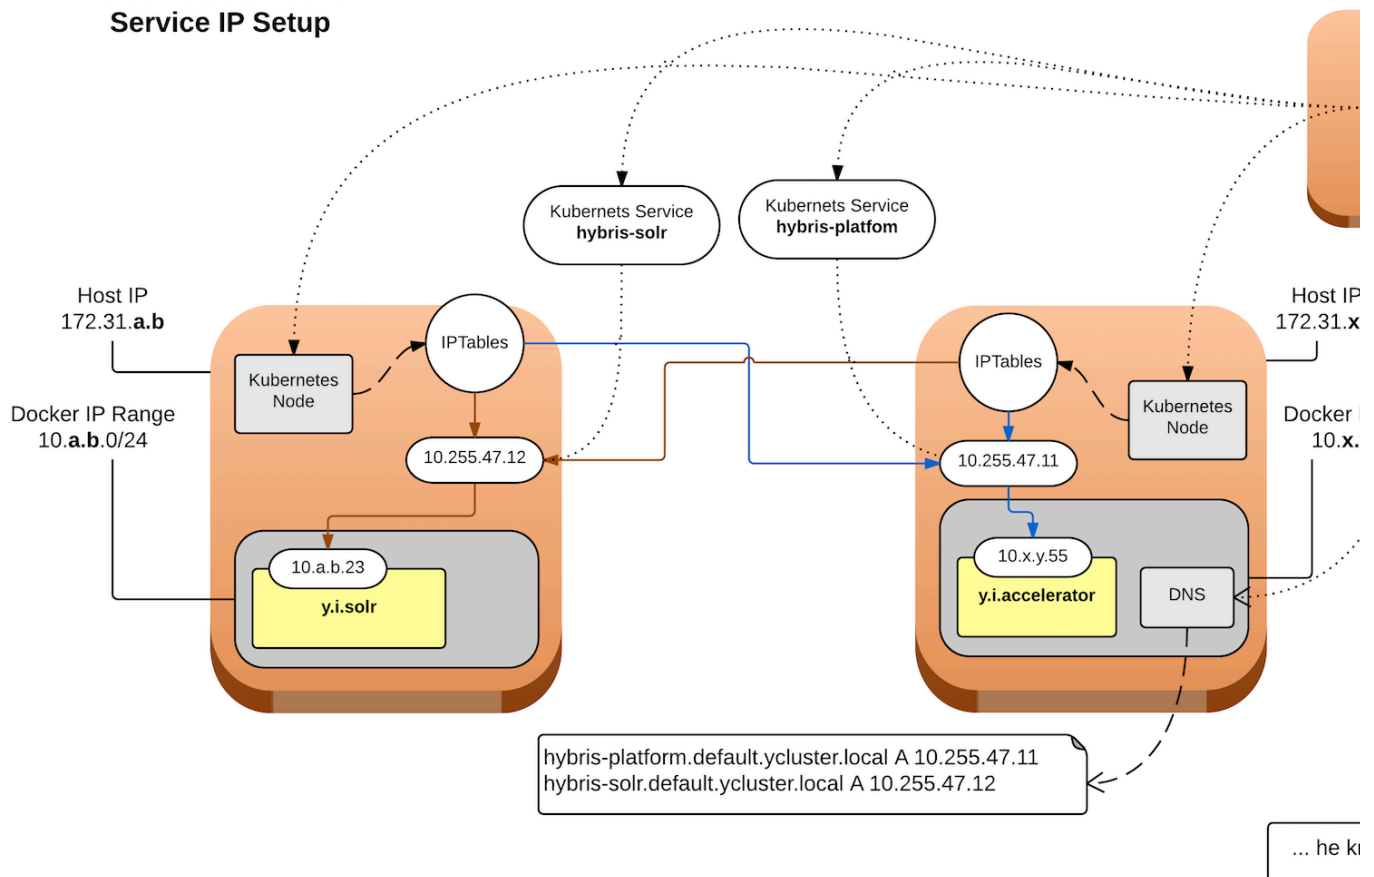 Service IP Setup
Kubernets Service
hybris-solr
Kubernets Service
hybris-platfom
Host IP
172.31.a.b
Docker IP Range
10.a.b.0/24
Kubernetes
Node
IPTables
10.255.47.12
10.a.b.23
y.i.solr
IPTables
Kubernetes
Node
10.255.47.11
10.x.y.55
y.i.accelerator
DNS
Host IP
172.31.x
Docker
10.x.
hybris-platform.default.ycluster.local A 10.255.47.11
hybris-solr.default.ycluster.local A 10.255.47.12
... he